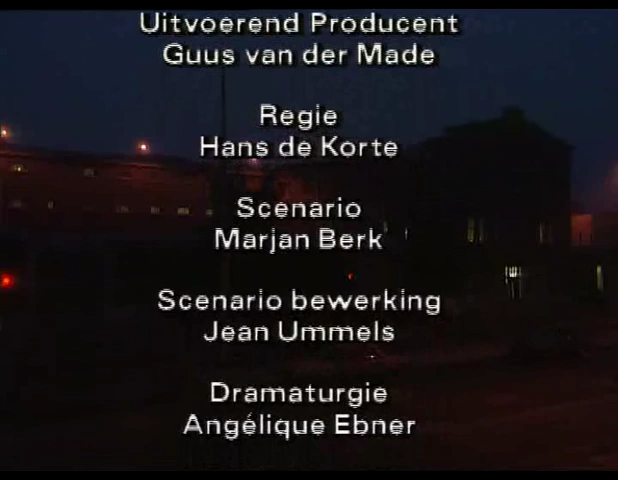 Uitvoerend Producent
Guus van der Made
Regie
Hans de Korte
Scenario
Marjan Berk
Scenario bewerking
Jean Ummels
Dramaturgie
Angélique Ebner